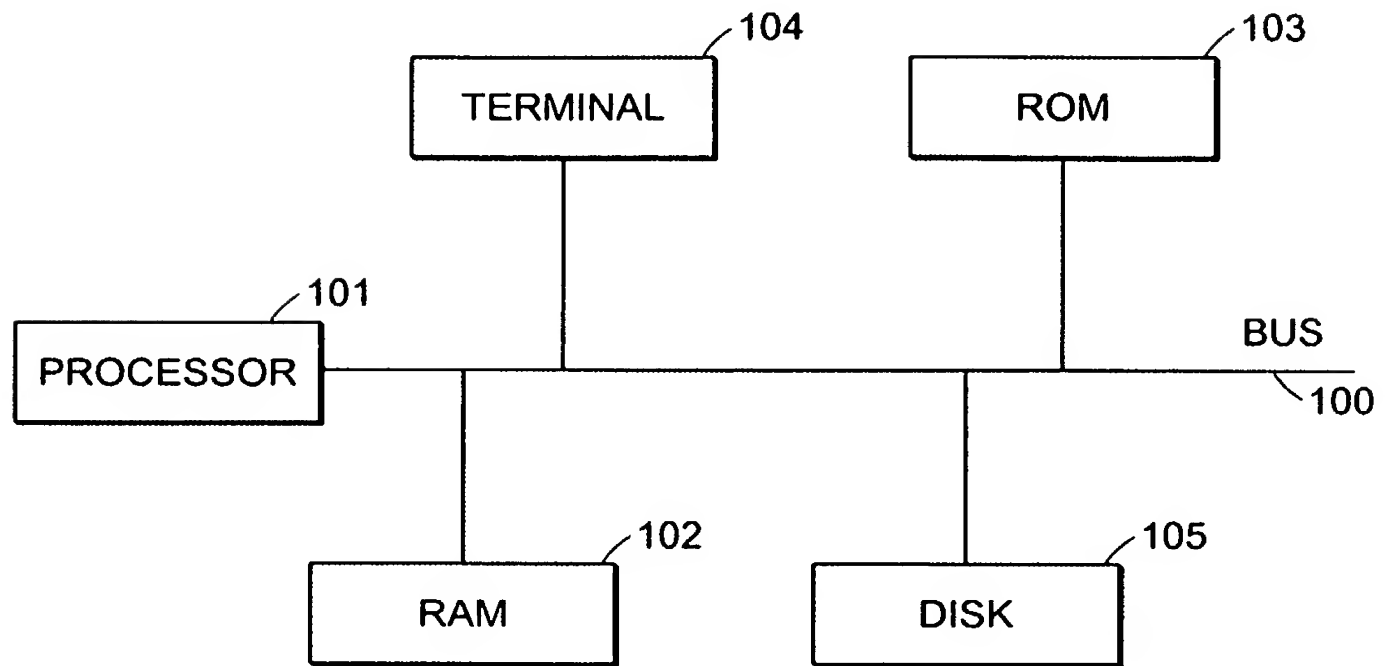 104
TERMINAL
103
ROM
101
PROCESSOR
BUS
100
102
RAM
105
DISK